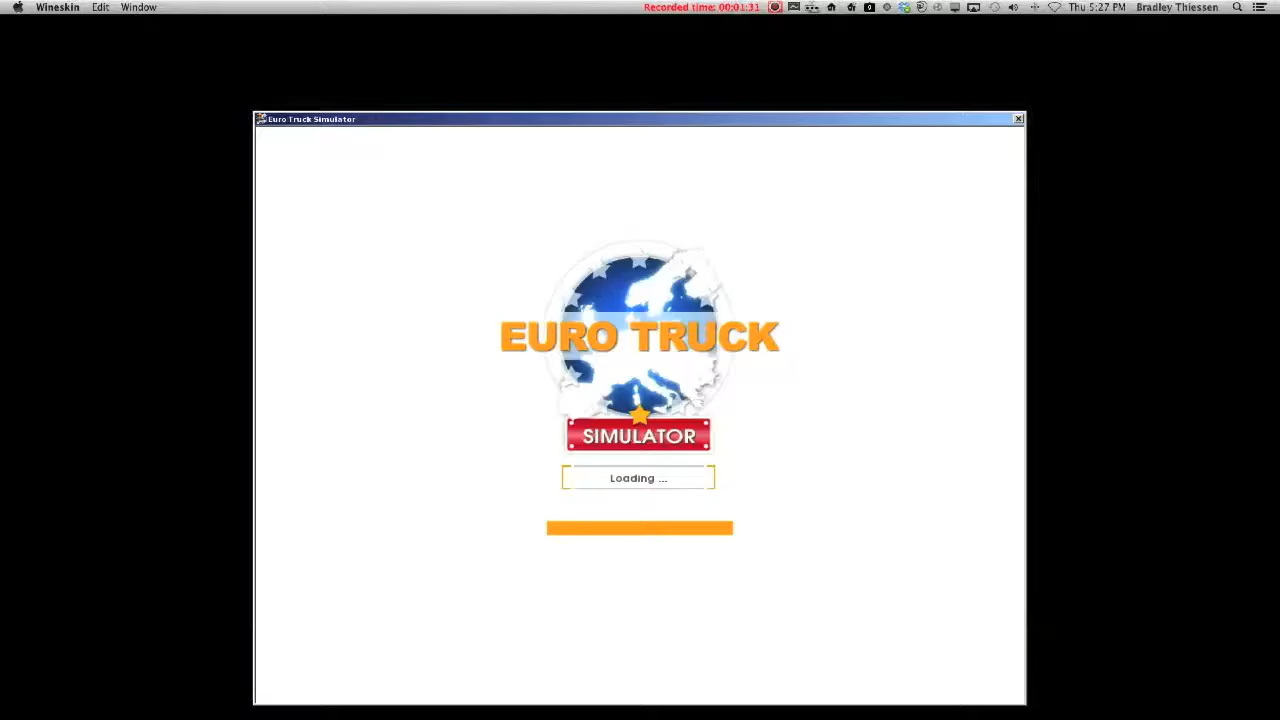 Wineskin Edit Window Recorded time: 00:01:31 Thu 5:27 PM Bradley Thiessen
Euro Truck Simulator
EURO TRUCK
SIMULATOR
Loading ...